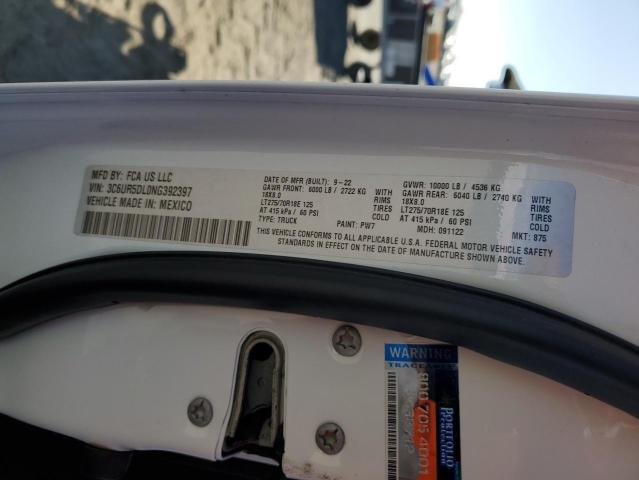 MFD BY: FCA US LLC
VIN: 3C6UR5DL0NG392397
VEHICLE MADE IN: MEXICO
DATE OF MFR (BUILT): 9-22
GAWR FRONT: 6000 LB / 2722 KG
18X8.0
LT275/70R18E 125
AT 415 kPa / 60 PSI
TYPE: TRUCK
WITH
RIMS
TIRES
COLD
PAINT: PW7
GVWR: 10000 LB / 4536 KG
GAWR REAR: 6040 LB / 2740 KG
18X8.0
LT275/70R18E 125
AT 415 kPa / 60 PSI
MDH: 091122
WITH
RIMS
TIRES
COLD
MKT: 875
THIS VEHICLE CONFORMS TO ALL APPLICABLE U.S.A. FEDERAL MOTOR VEHICLE SAFETY
STANDARDS IN EFFECT ON THE DATE OF MANUFACTURE SHOWN ABOVE.
WARNING
PORTFOLIO
Protection